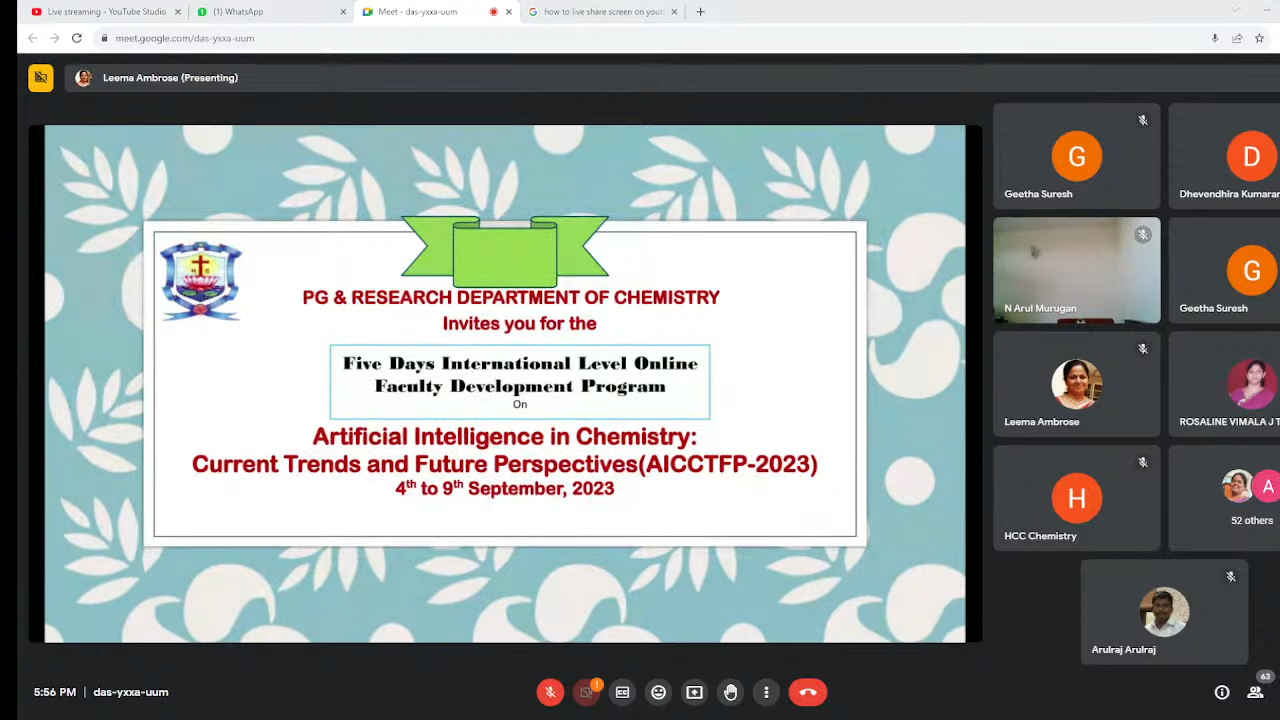 Live streaming - YouTube Studio
(1) WhatsApp
Meet - das-yxxa-uum
how to live share screen on yout
meet.google.com/das-yxxa-uum
Leema Ambrose (Presenting)
PG & RESEARCH DEPARTMENT OF CHEMISTRY
Invites you for the
Five Days International Level Online
Faculty Development Program
On
Artificial Intelligence in Chemistry:
Current Trends and Future Perspectives(AICCTFP-2023)
4th to 9th September, 2023
G
Geetha Suresh
D
Dhevendhira Kumaran
N Arul Murugan
G
Geetha Suresh
Leema Ambrose
ROSALINE VIMALA J T
H
HCC Chemistry
A
52 others
Arulraj Arulraj
5:56 PM | das-yxxa-uum
63